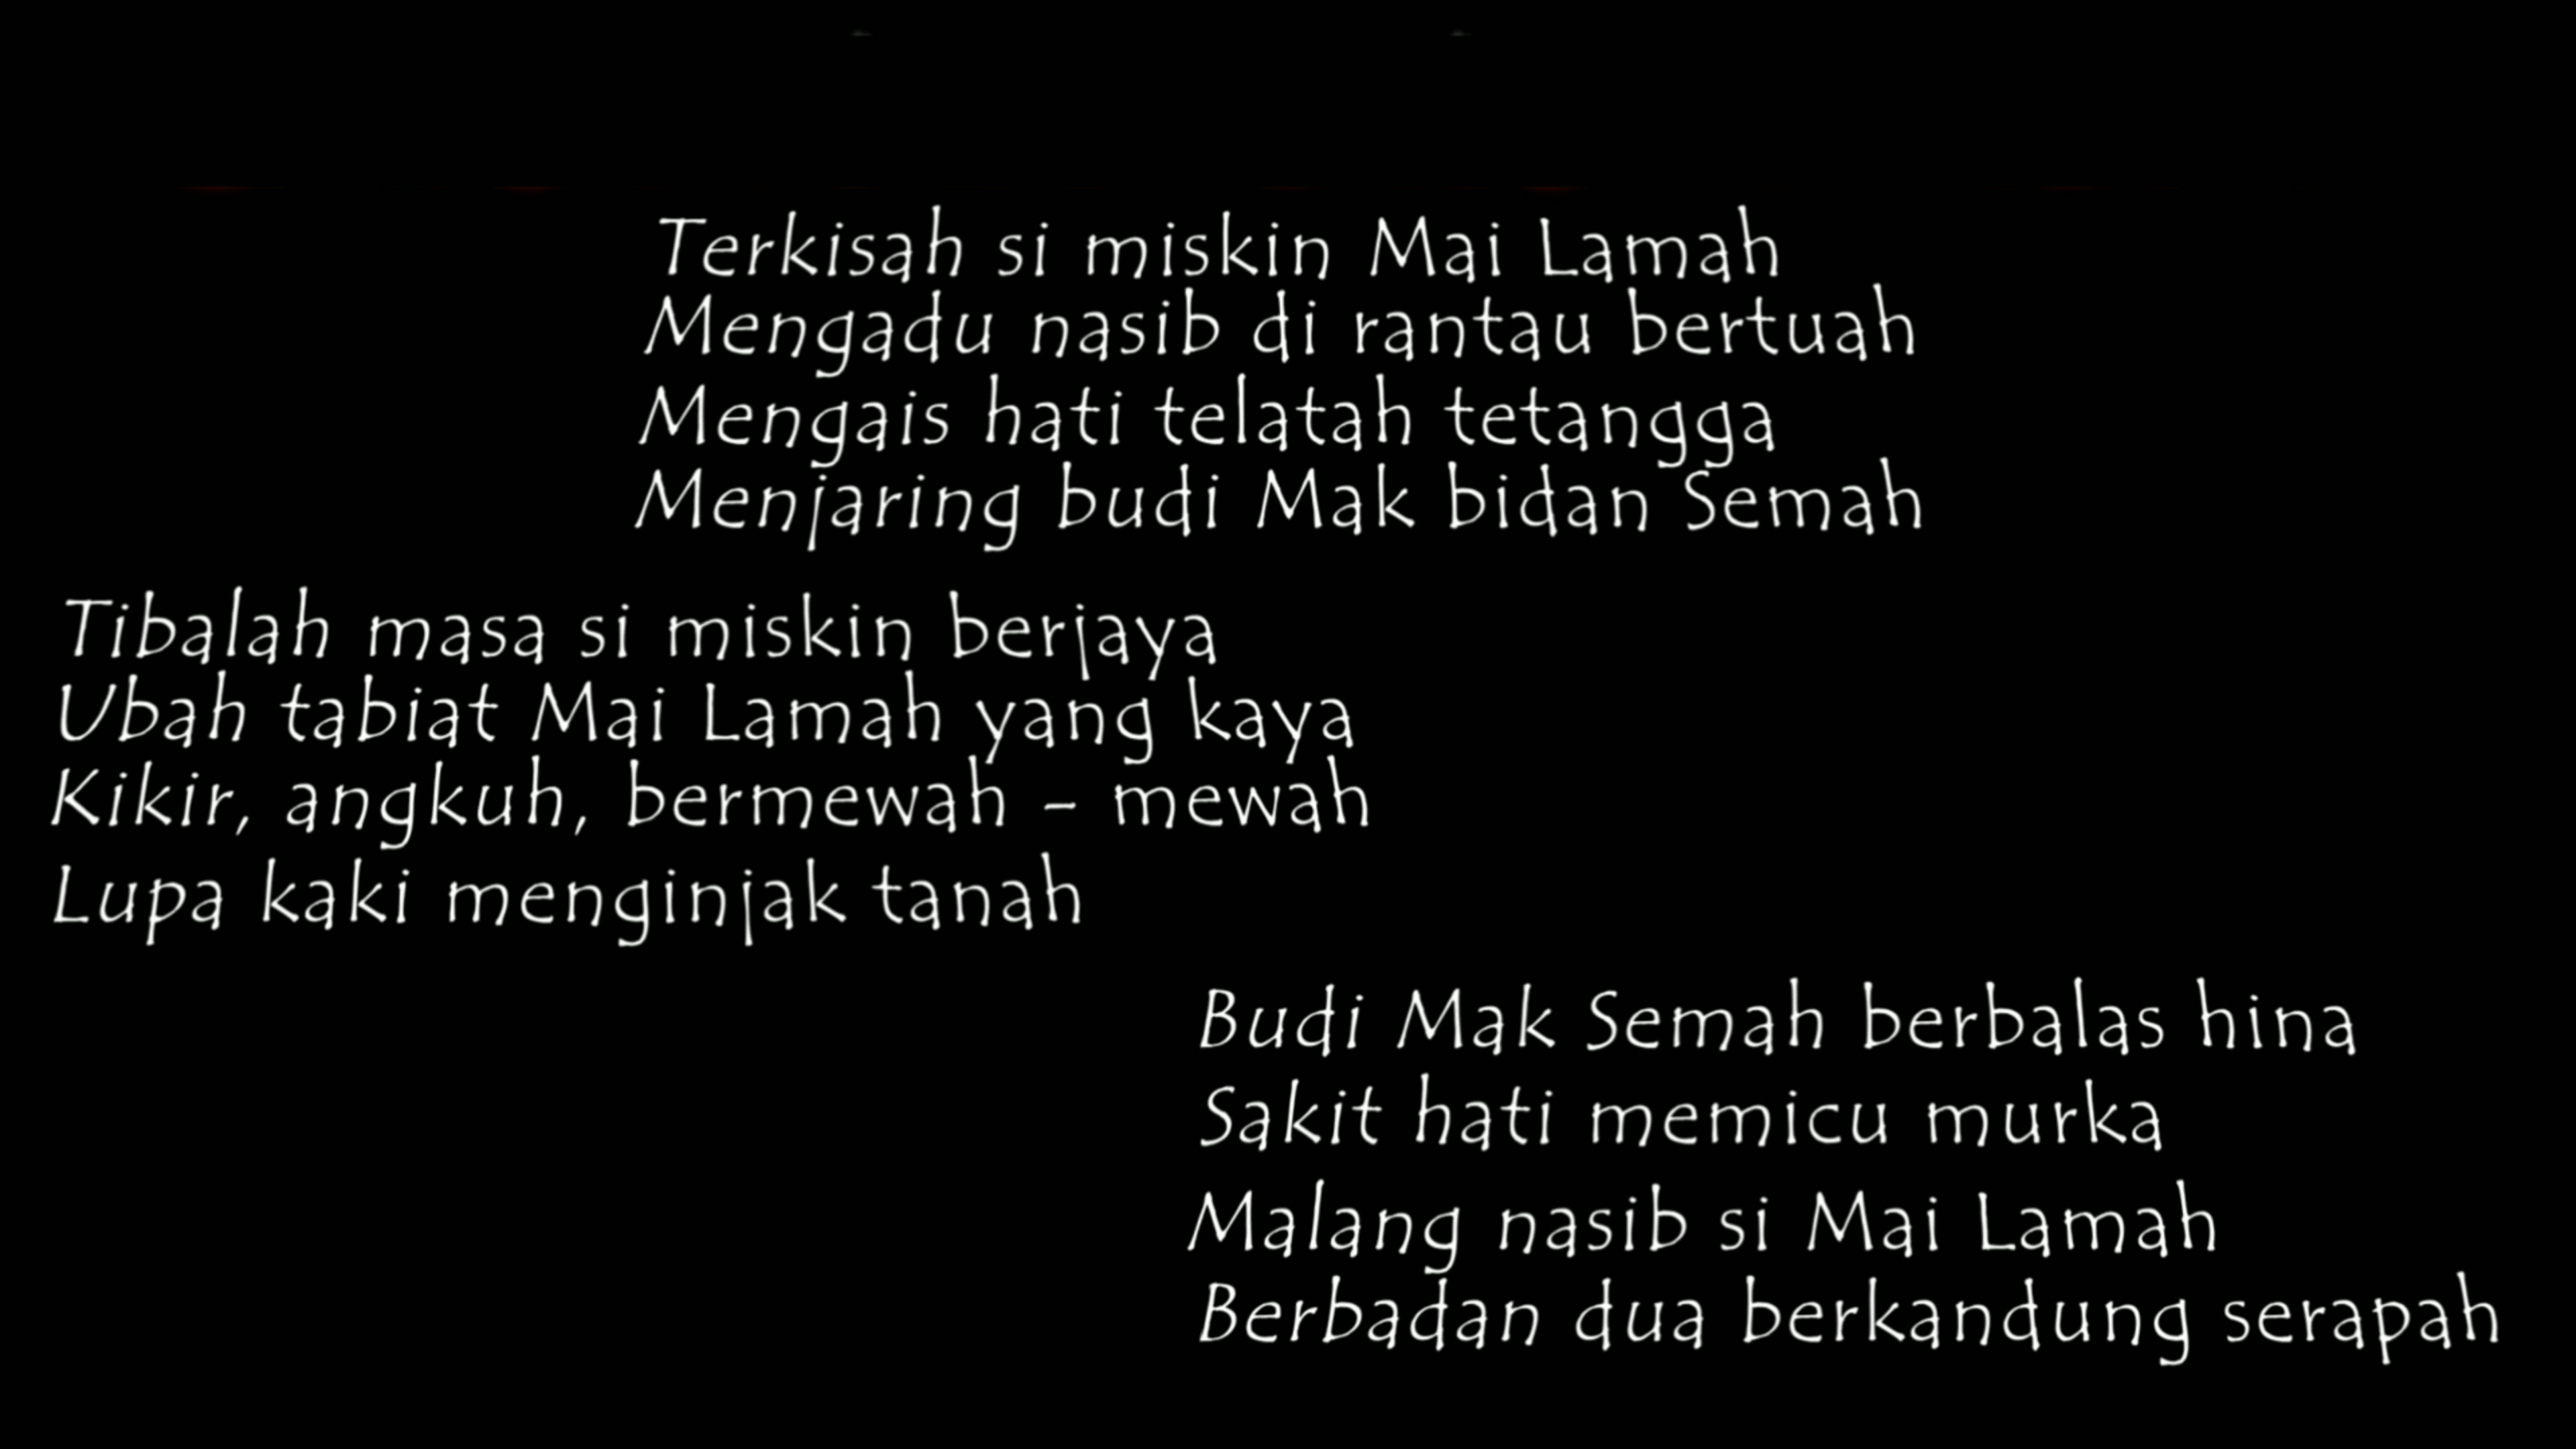 Terkisah si miskin Mai Lamah
Mengadu nasib di rantau bertuah
Mengais hati telatah tetangga
Menjaring budi Mak bidan Semah
Tibalah masa si miskin berjaya
Ubah tabiat Mai Lamah yang kaya
Kikir, angkuh, bermewah - mewah
Lupa kaki menginjak tanah
Budi Mak Semah berbalas hina
Sakit hati memicu murka
Malang nasib si Mai Lamah
Berbadan dua berkandung serapah